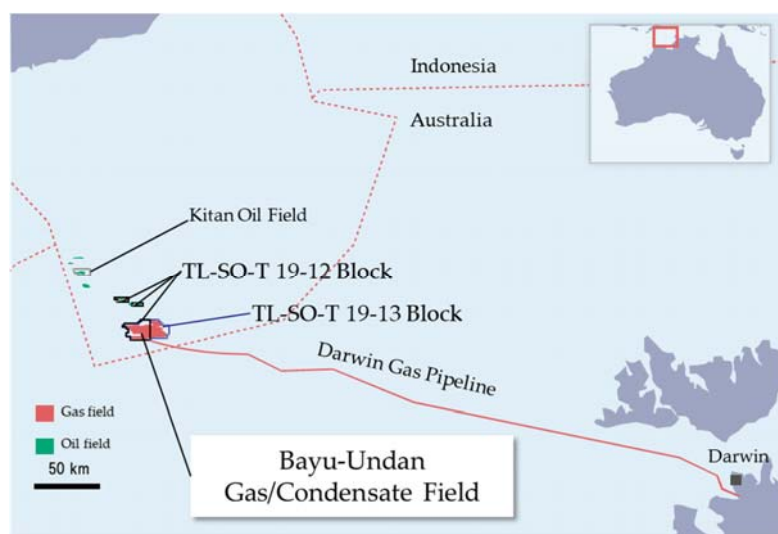 Indonesia
Australia
Kitan Oil Field
TL-SO-T 19-12 Block
TL-SO-T 19-13 Block
Darwin Gas Pipeline
Gas field
Oil field
50 km
Bayu-Undan
Gas/Condensate Field
Darwin